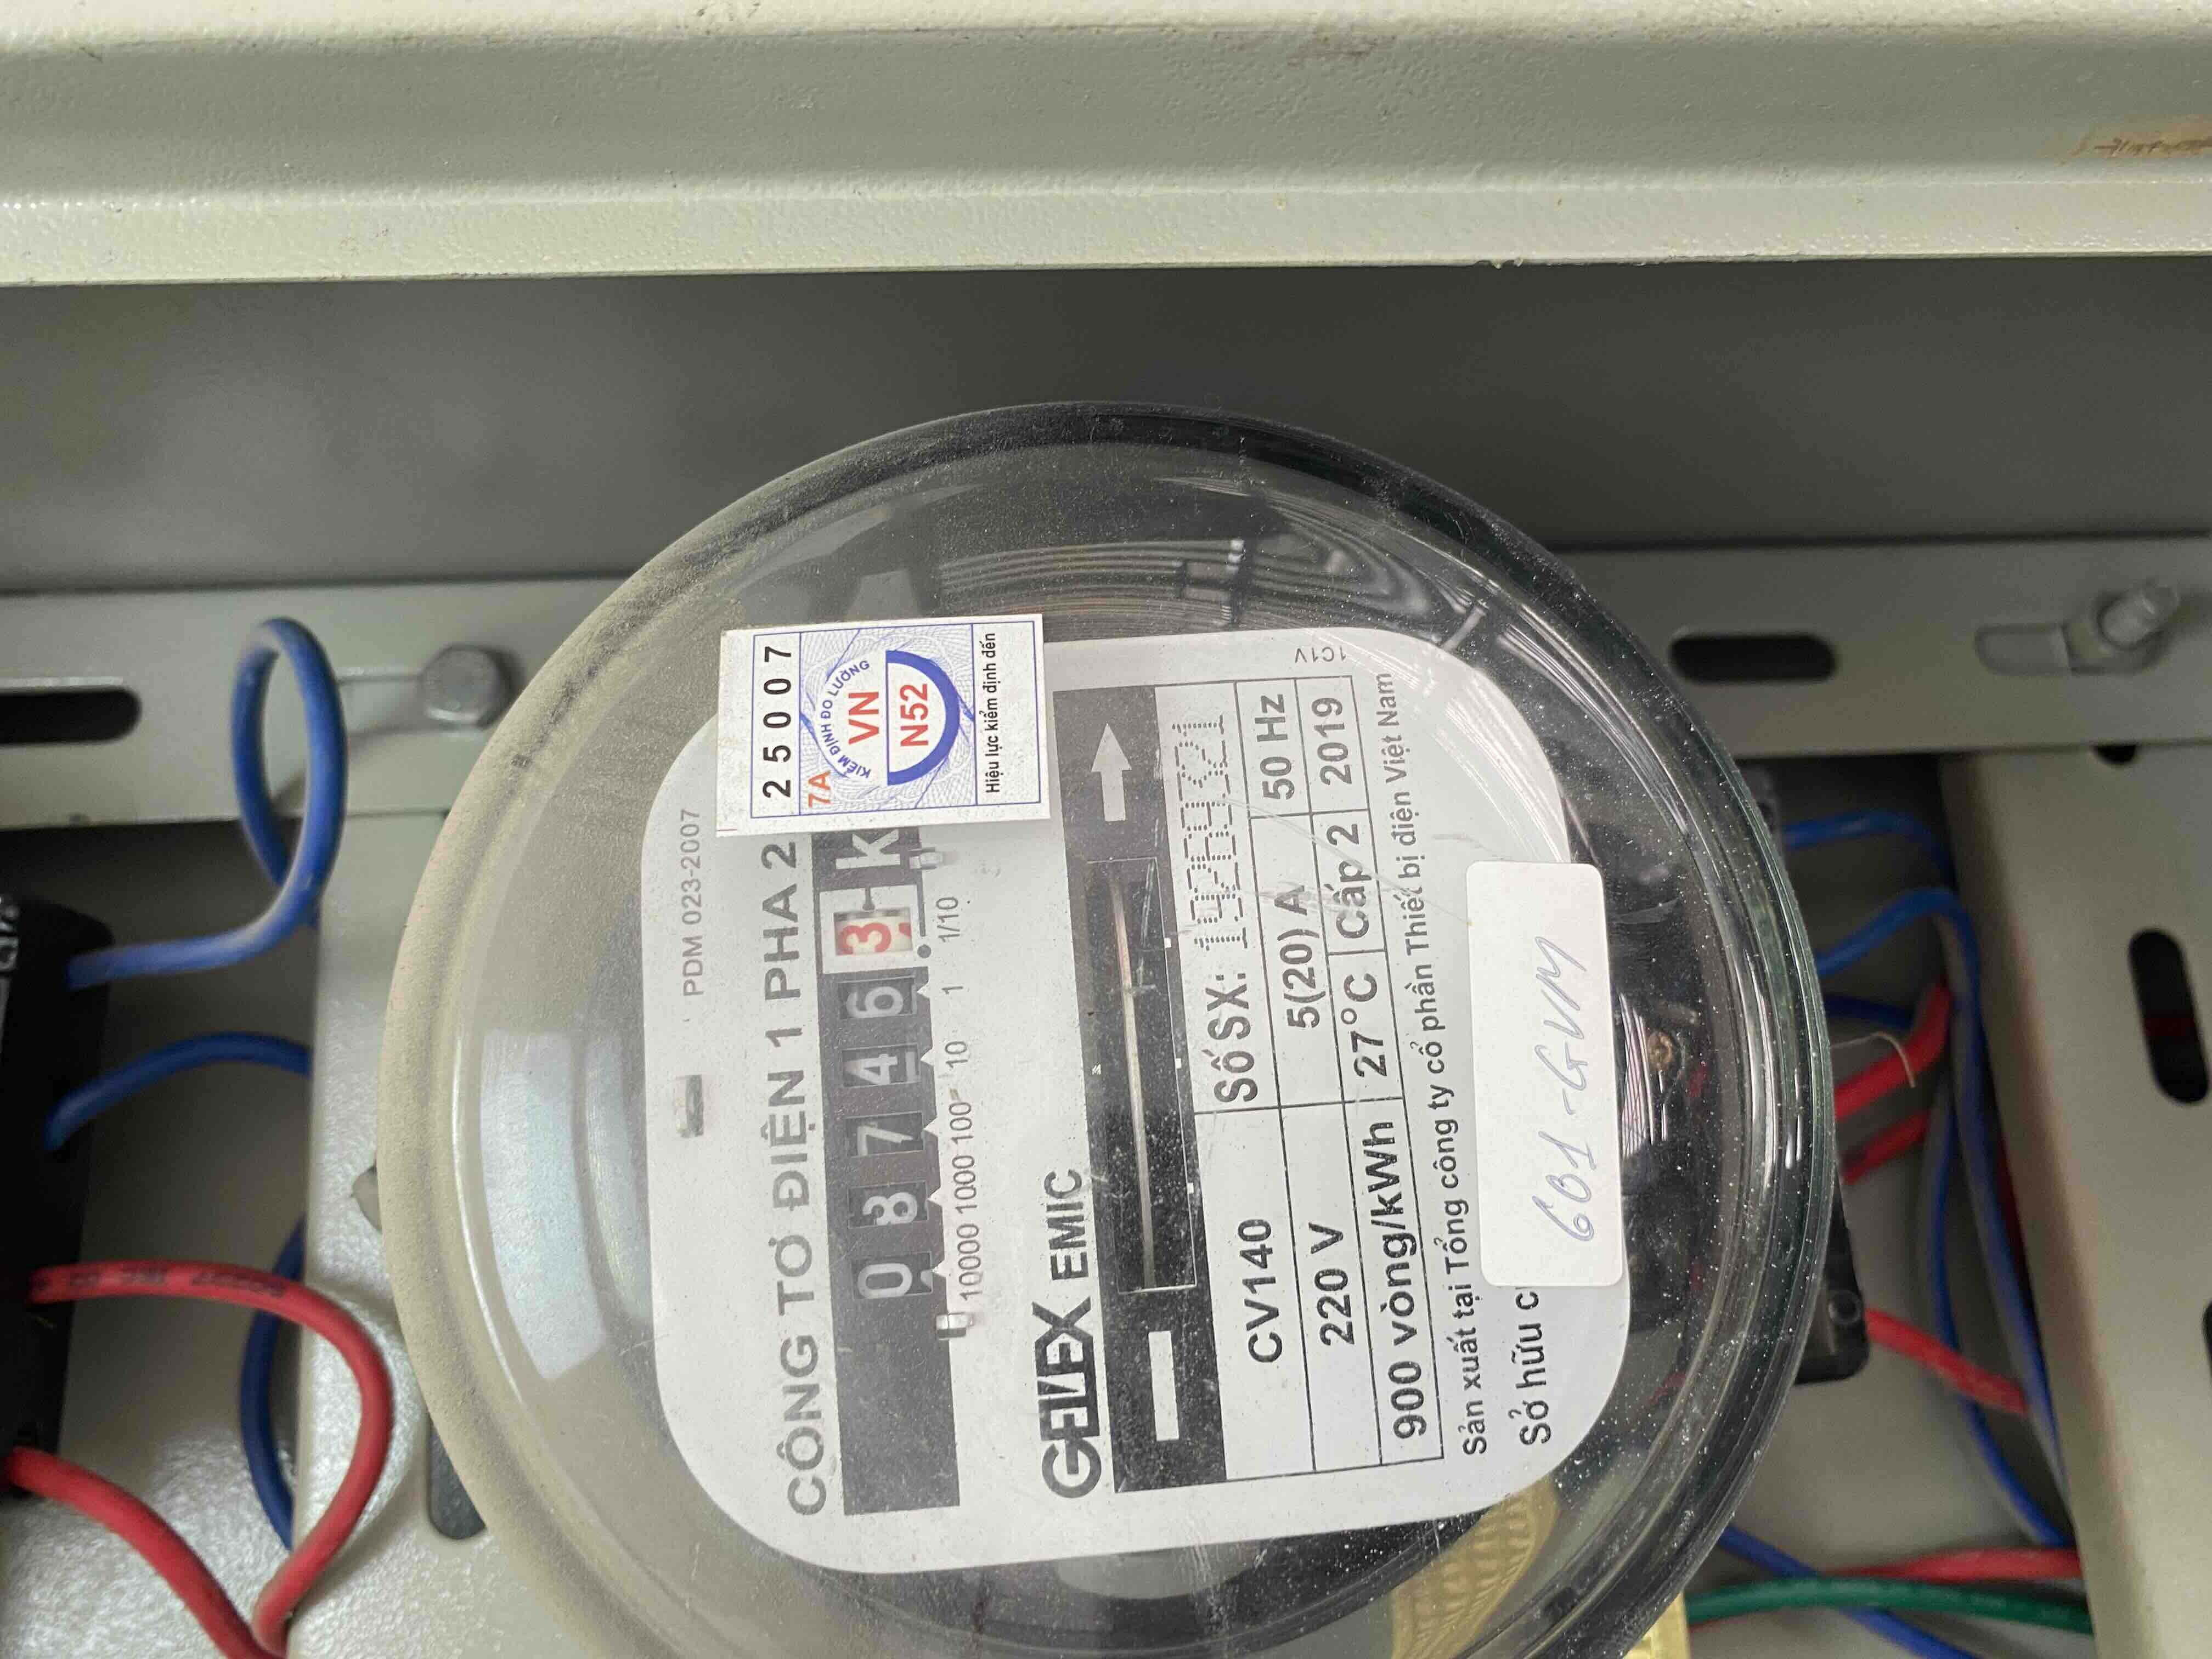 PDM 023-2007
CÔNG TƠ ĐIỆN 1 PHA 2
25007
7A
KIỂM ĐỊNH ĐO LƯỜNG
VN
N52
Hiệu lực kiểm định đến
0 8 7 4 6 3 k
10000 1000 100 10 1 1/10
GELEX EMIC
1C1V
Số SX:
CV140 5(20) A 50 Hz
220 V 27°C Cấp 2 2019
900 vòng/kWh
Sản xuất tại Tổng công ty cổ phần Thiết bị điện Việt Nam
Sở hữu c
601-GVM